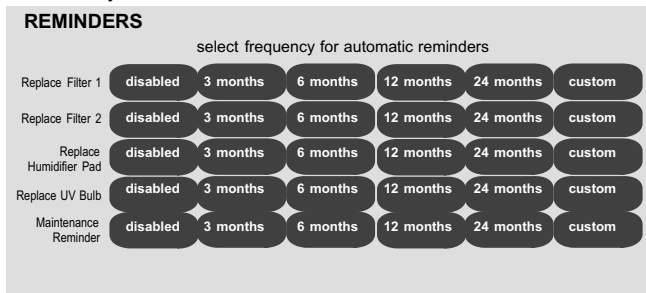 REMINDERS
select frequency for automatic reminders
Replace Filter 1 disabled 3 months 6 months 12 months 24 months custom
Replace Filter 2 disabled 3 months 6 months 12 months 24 months custom
Replace
Humidifier Pad disabled 3 months 6 months 12 months 24 months custom
Replace UV Bulb disabled 3 months 6 months 12 months 24 months custom
Maintenance
Reminder disabled 3 months 6 months 12 months 24 months custom